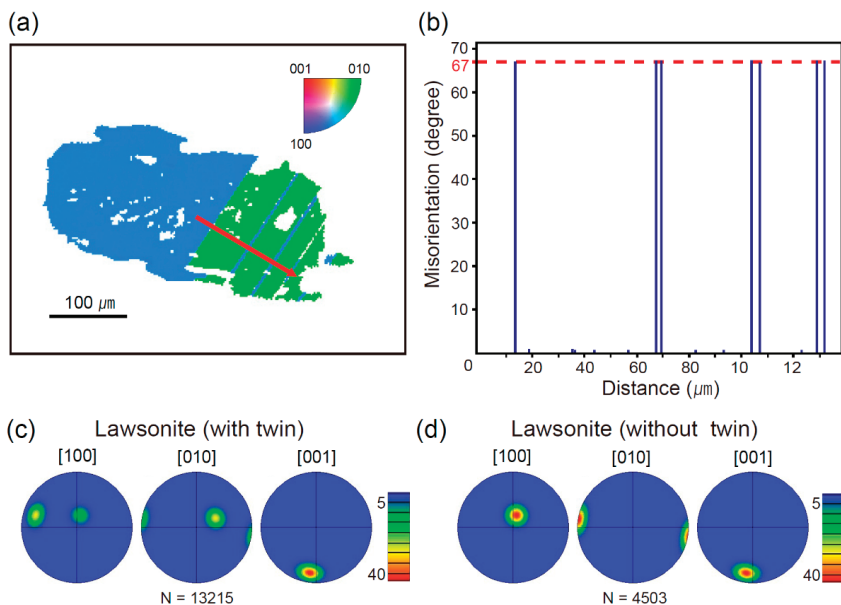 (a)
001 010
100
100 ㎛
(b)
70
67
60
50
40
30
20
10
0
20 40 60 80 10 12
Misorientation (degree)
Distance (㎛)
(c)
Lawsonite (with twin)
[100] [010] [001]
5
40
N = 13215
(d)
Lawsonite (without twin)
[100] [010] [001]
5
40
N = 4503